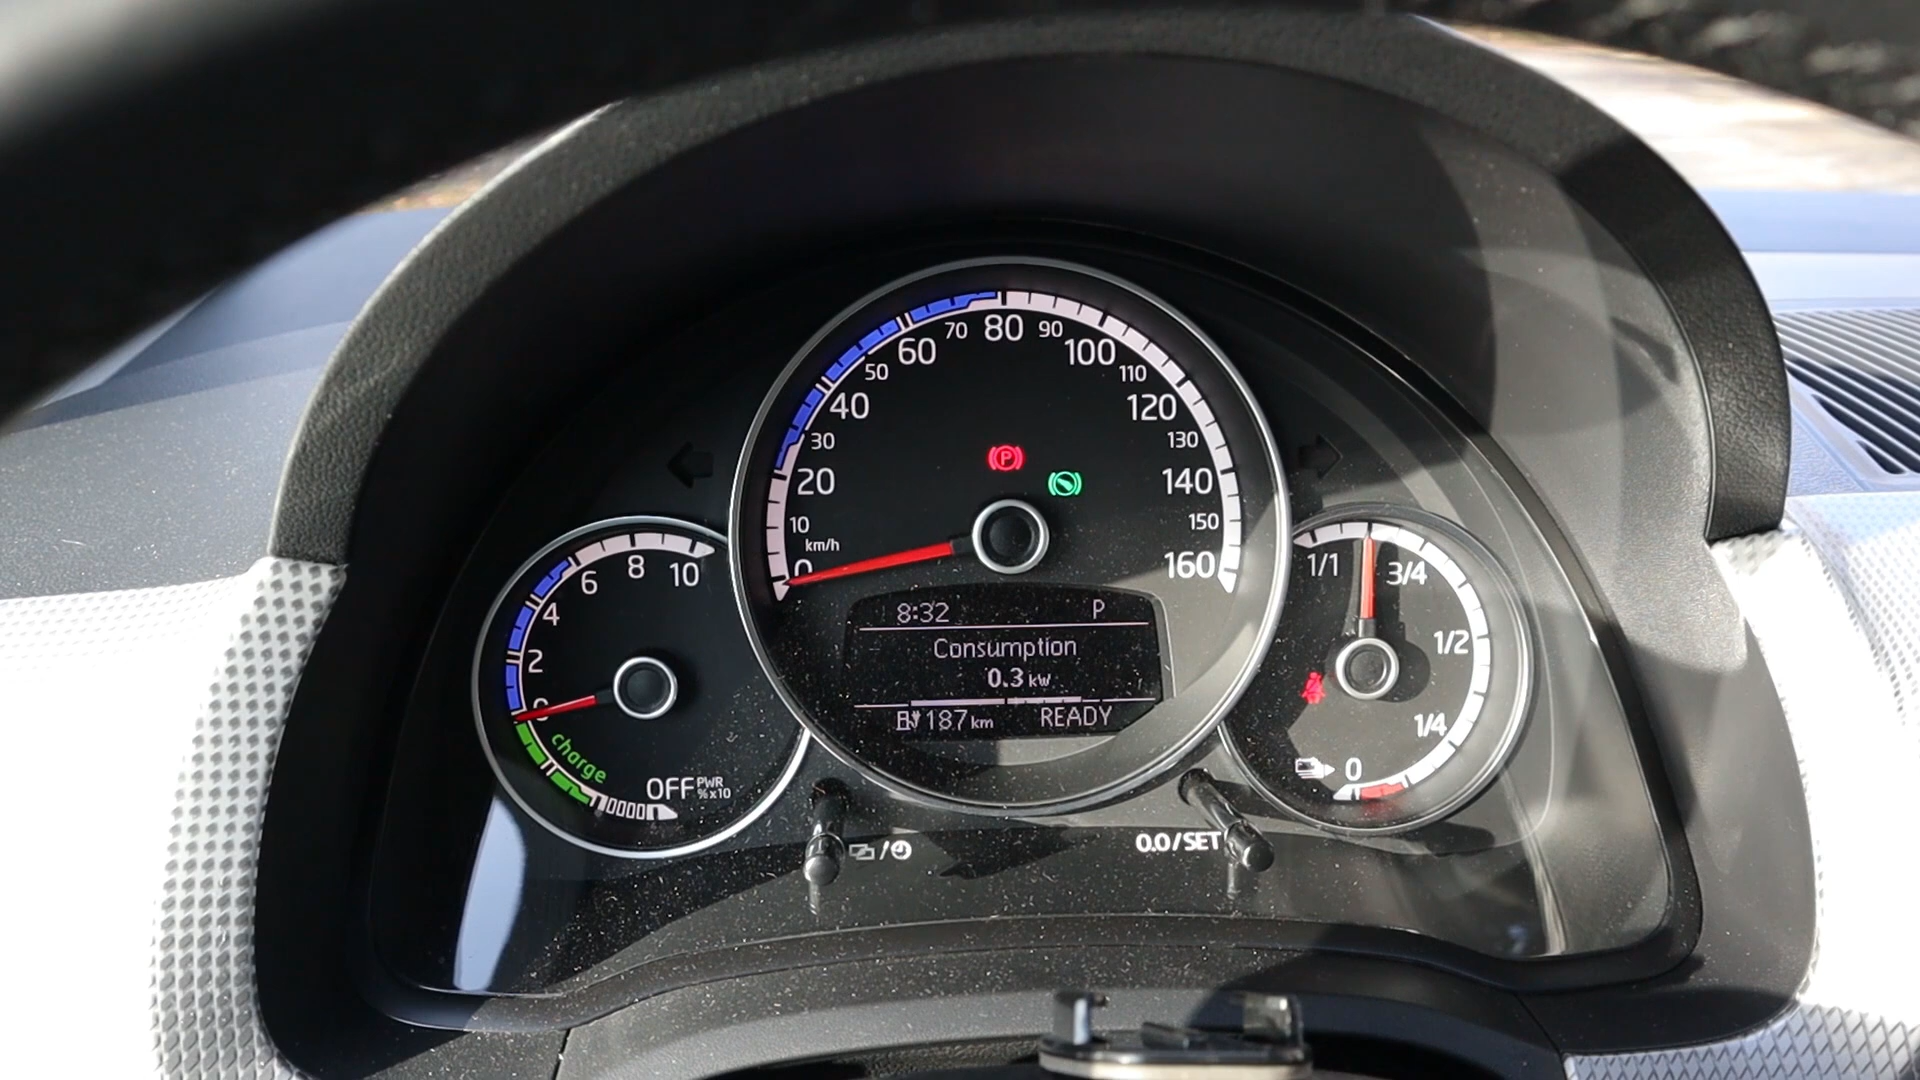 70 80 90
60 100
50 110
40 120
30 130
20 140
10 150
km/h
0 160
8:32 P
Consumption
0.3 kW
187 km READY
6 8 10
4
2
0
charge
OFF PWR
%x10
1/1 3/4
1/2
1/4
0
0.0/SET